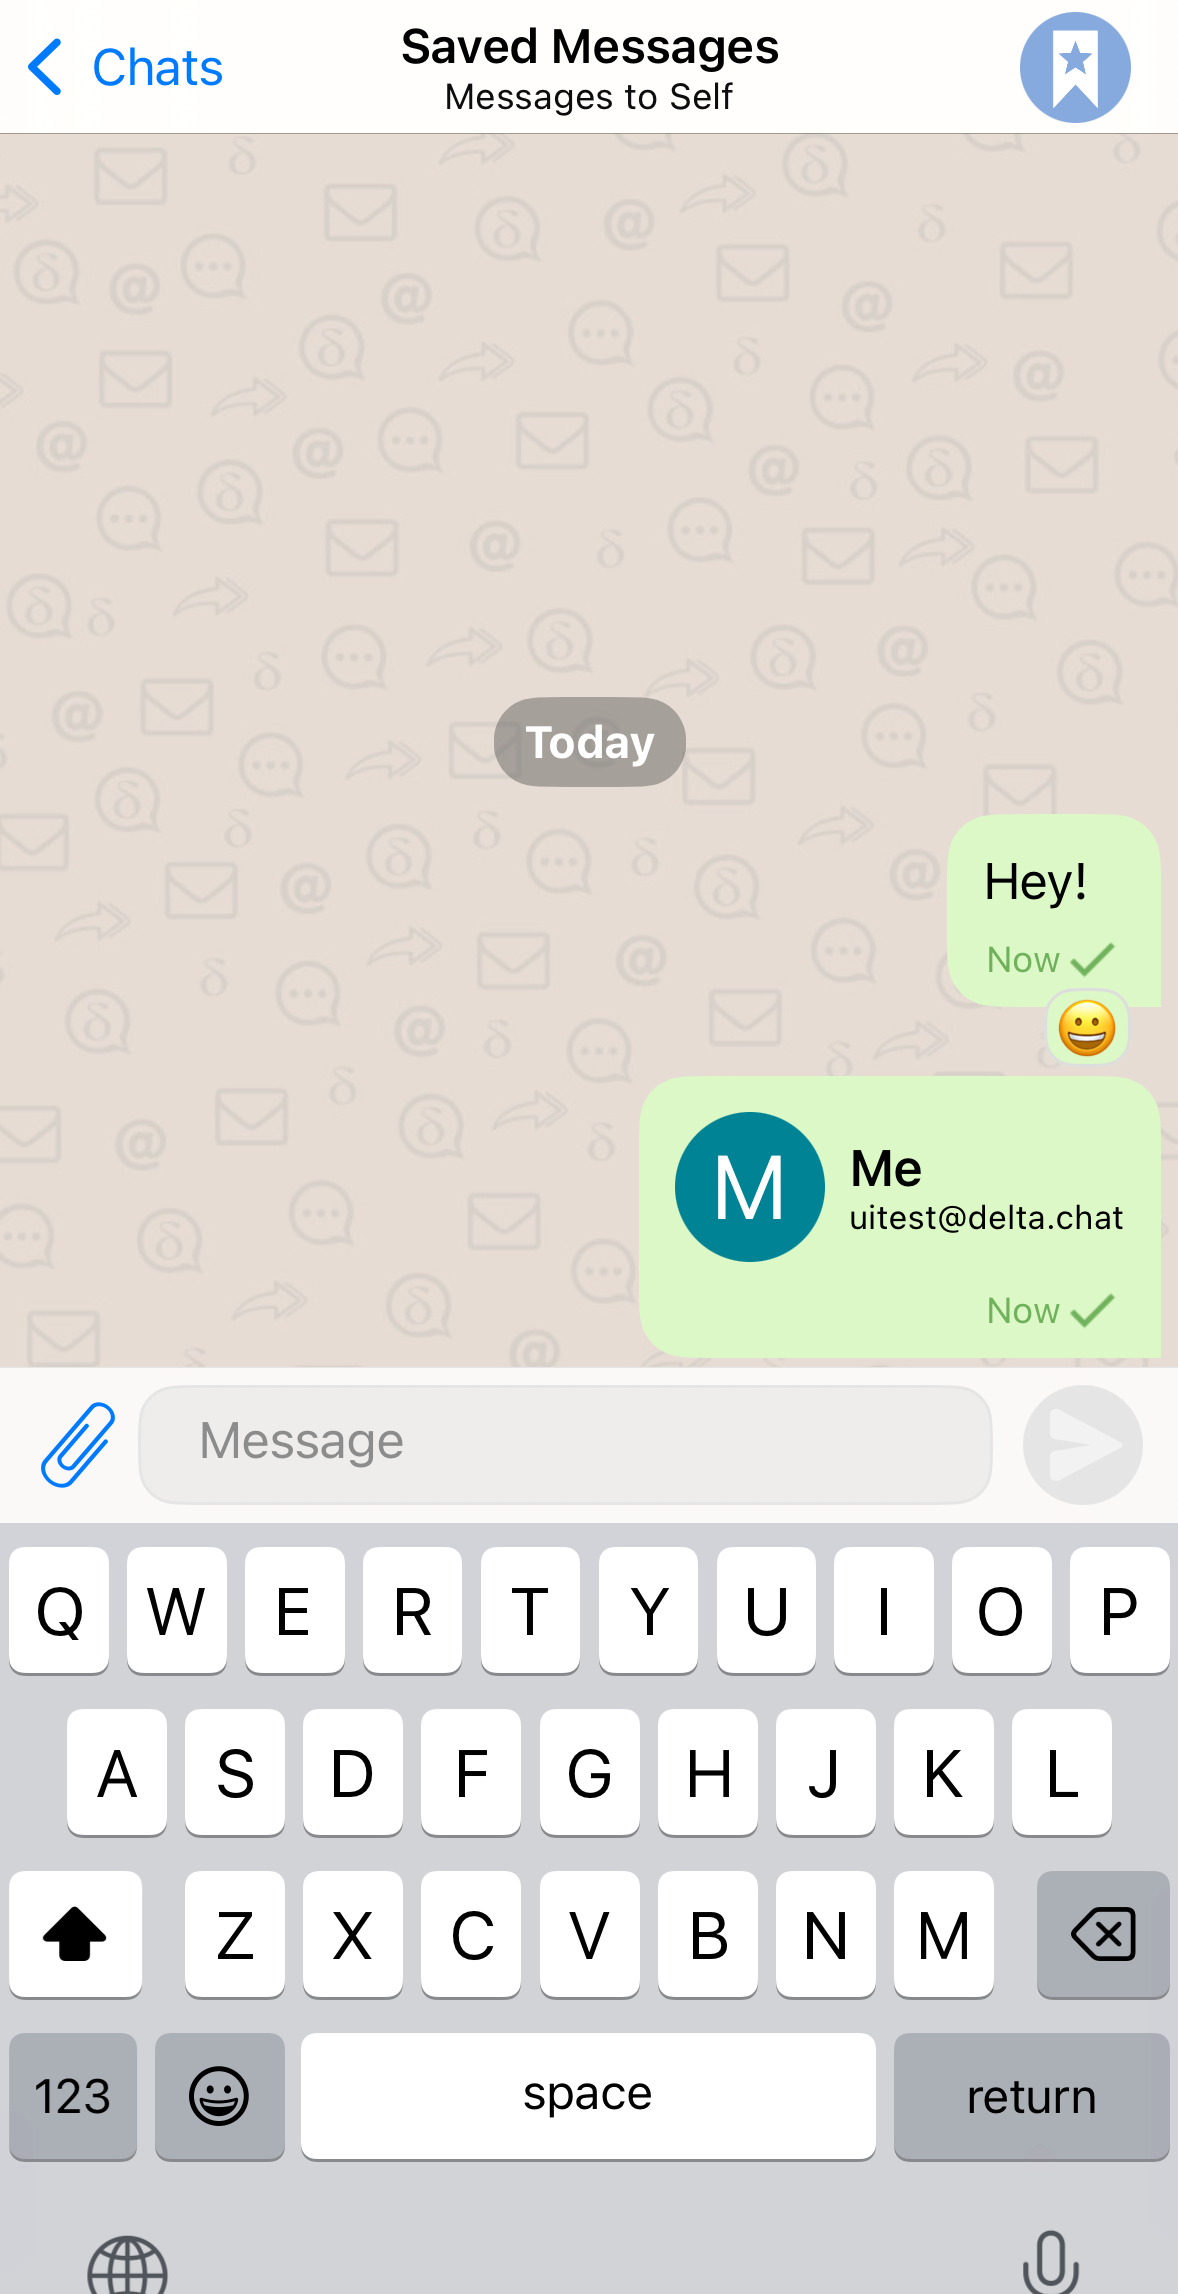 Chats
Saved Messages
Messages to Self
Today
Hey!
Now
😀
M
Me
uitest@delta.chat
Now
Message
Q W E R T Y U I O P
A S D F G H J K L
Z X C V B N M
123 space return